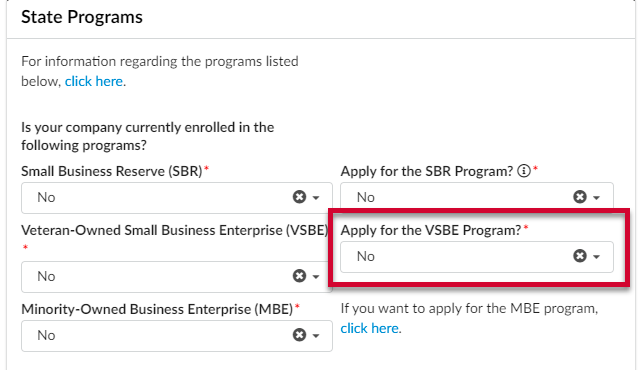 State Programs
For information regarding the programs listed
below, click here.
Is your company currently enrolled in the
following programs?
Small Business Reserve (SBR)*
No
Apply for the SBR Program? ⓘ*
No
Veteran-Owned Small Business Enterprise (VSBE)
*
No
Apply for the VSBE Program?*
No
Minority-Owned Business Enterprise (MBE)*
No
If you want to apply for the MBE program,
click here.